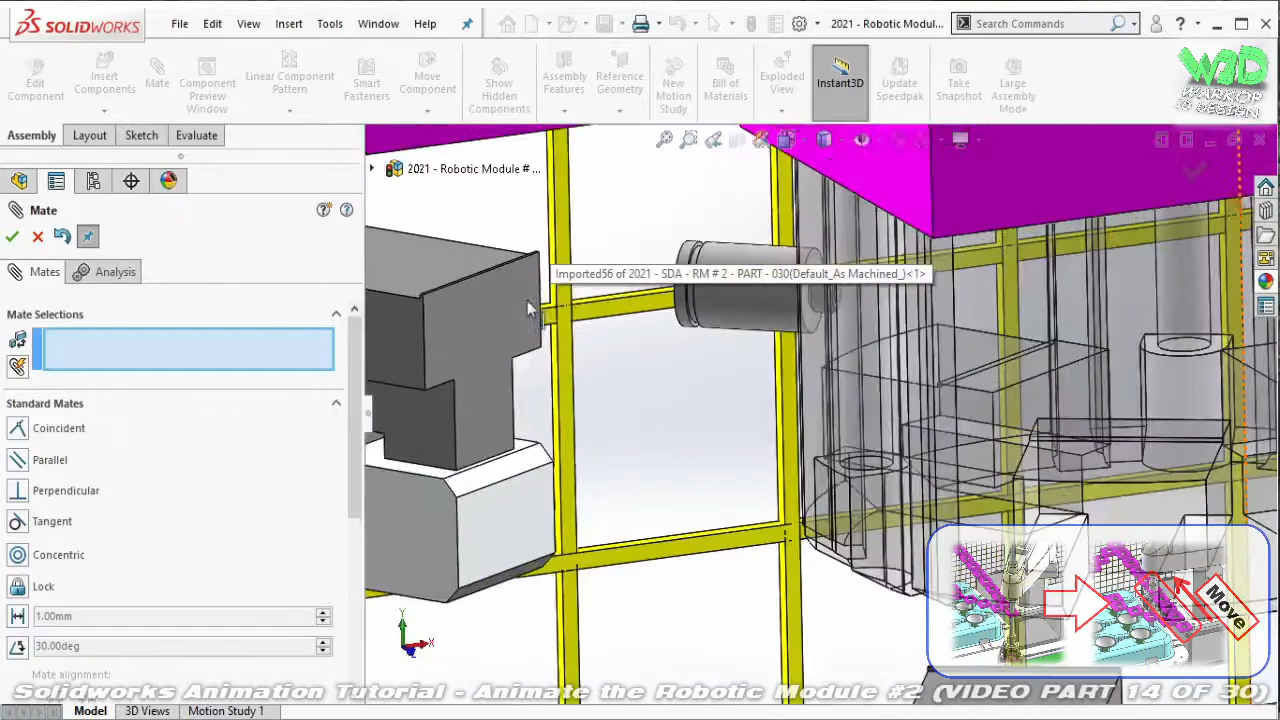 SOLIDWORKS
File Edit View Insert Tools Window Help
2021 - Robotic Modul...
Search Commands
Edit Component
Insert Components
Mate
Component Preview Window
Linear Component Pattern
Smart Fasteners
Move Component
Show Hidden Components
Assembly Features
Reference Geometry
New Motion Study
Bill of Materials
Exploded View
Instant3D
Update Speedpak
Take Snapshot
Large Assembly Mode
W3D
WORKOP
3D DESIGN
Assembly Layout Sketch Evaluate
2021 - Robotic Module # ...
Mate
Mates Analysis
Imported56 of 2021 - SDA - RM # 2 - PART - 030(Default_As Machined_)<1>
Mate Selections
Standard Mates
Coincident
Parallel
Perpendicular
Tangent
Concentric
Lock
1.00mm
30.00deg
Mate alignment:
Y
X
Move
Solidworks Animation Tutorial - Animate the Robotic Module #2 (VIDEO PART 14 OF 30)
Model 3D Views Motion Study 1